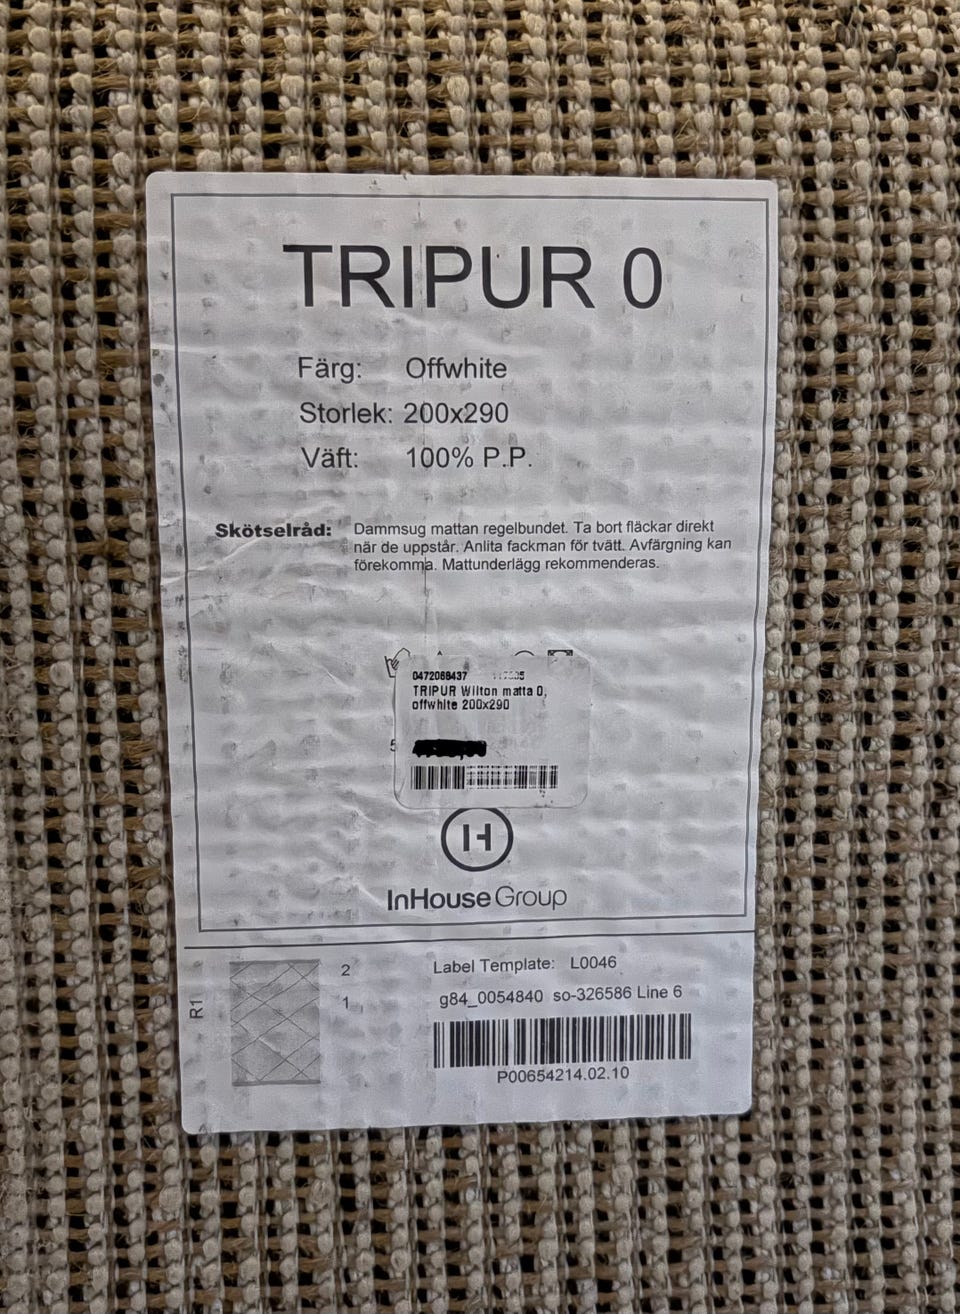 TRIPUR 0
Färg: Offwhite
Storlek: 200x290
Väft: 100% P.P.
Skötselråd: Dammsug mattan regelbundet. Ta bort fläckar direkt
när de uppstår. Anlita fackman för tvätt. Avfärgning kan
förekomma. Mattunderlägg rekommenderas.
0472068437
TRIPUR Wilton matta 0,
offwhite 200x290
5
InHouse Group
R1
2
1
Label Template: L0046
g84_0054840 so-326586 Line 6
P00654214.02.10